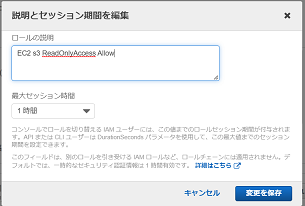 説明とセッション期間を編集
ロールの説明
EC2 s3 ReadOnlyAccess Allow
最大セッション時間
1 時間
コンソールでロールを切り替える IAM ユーザーには、この値までのロールセッション期間が付与されま
す。API または CLI ユーザーは DurationSeconds パラメータを使用して、この最大値までのセッション
期間を設定できます。
このフィールドは、別のロールを引き受ける IAM ロールなど、ロールチェーンには適用されません。デ
フォルトでは、一時的なセキュリティ認証情報は 1 時間有効です。 詳細はこちら
キャンセル
変更を保存